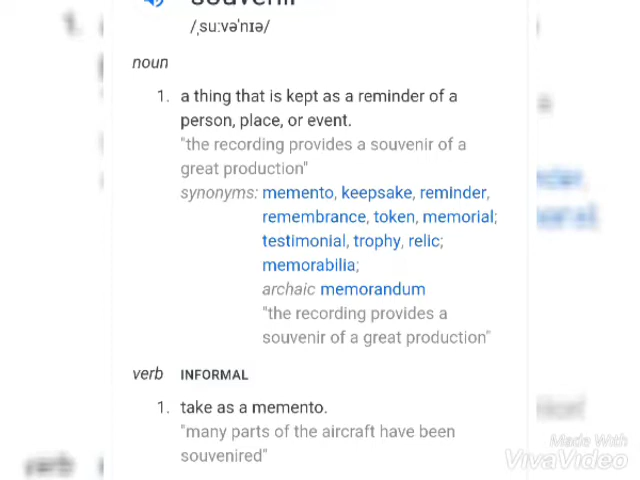 souvenir
/ˌsuːvəˈnɪə/
noun
1. a thing that is kept as a reminder of a
person, place, or event.
"the recording provides a souvenir of a
great production"
synonyms: memento, keepsake, reminder,
remembrance, token, memorial;
testimonial, trophy, relic;
memorabilia;
archaic memorandum
"the recording provides a
souvenir of a great production"
verb INFORMAL
1. take as a memento.
"many parts of the aircraft have been
souvenired"
Made With
VivaVideo